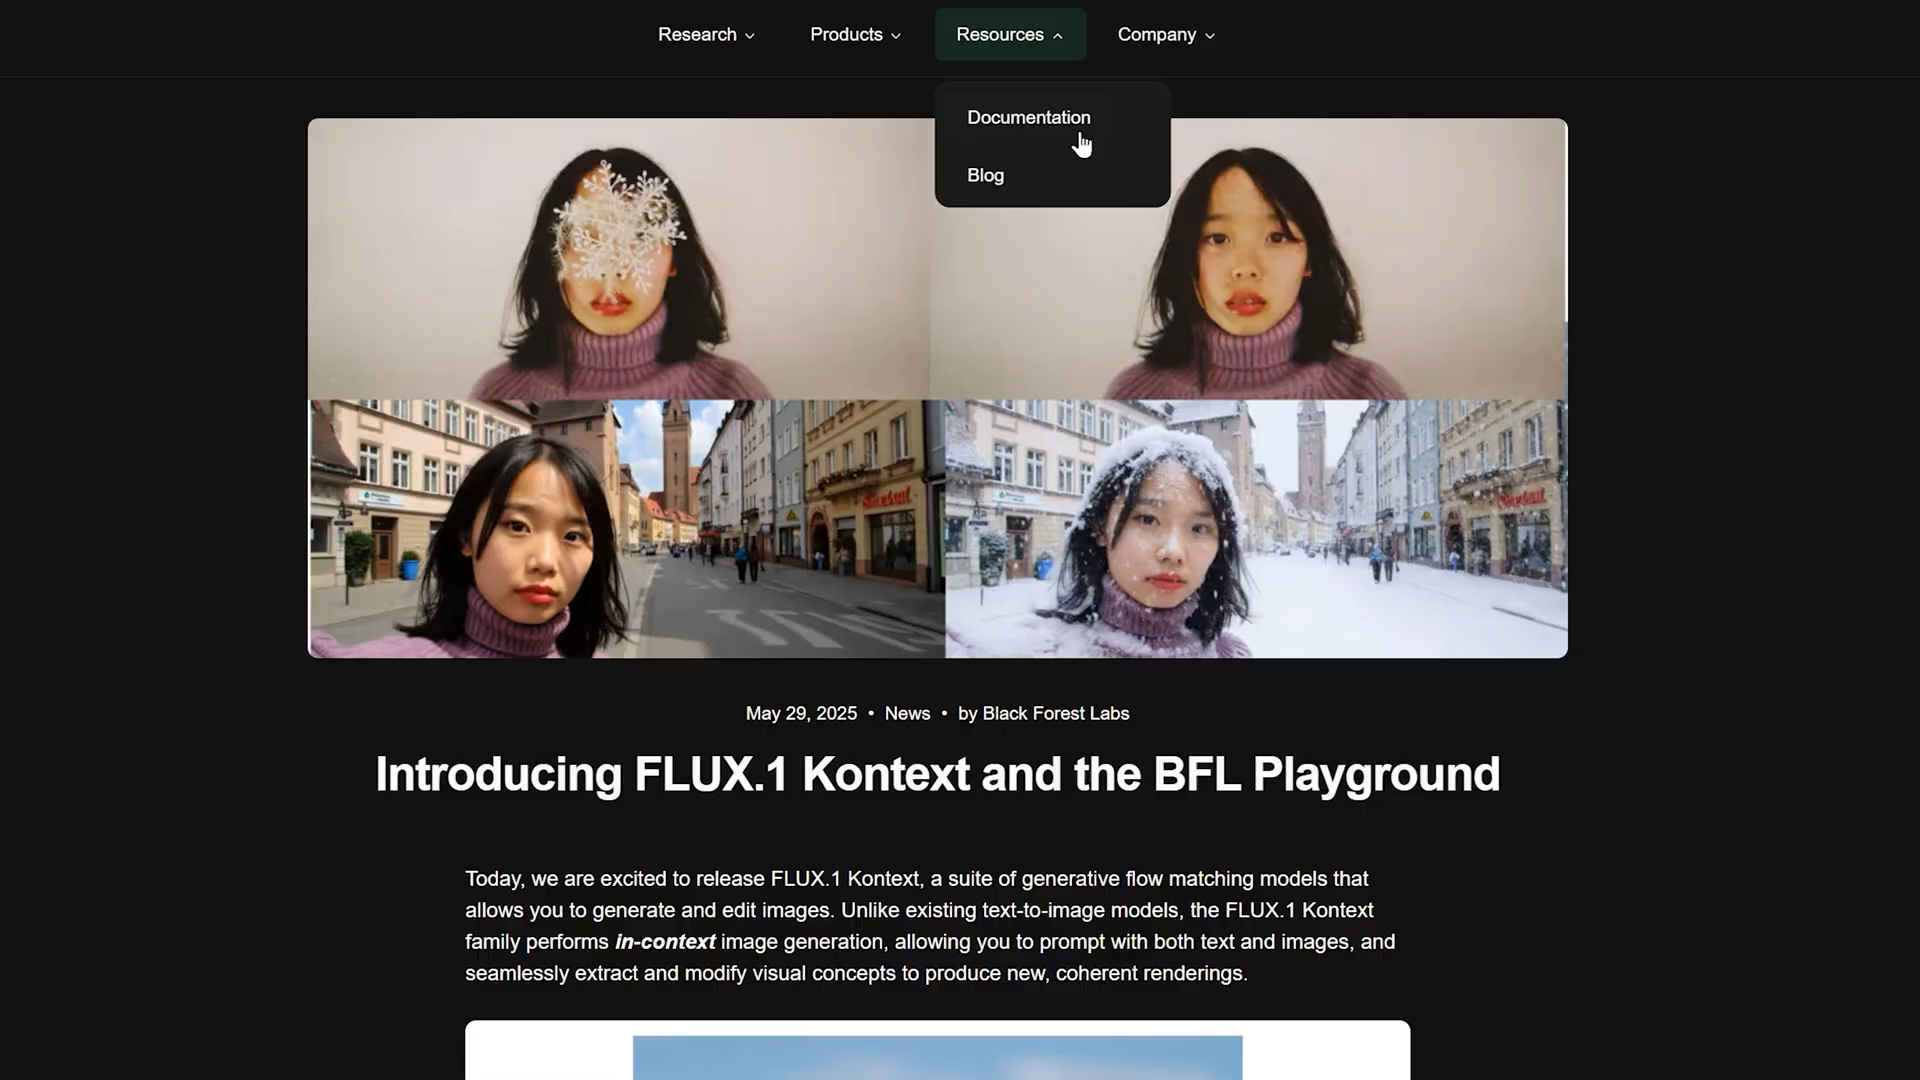 Research
Products
Resources
Company
Documentation
Blog
May 29, 2025 • News • by Black Forest Labs
Introducing FLUX.1 Kontext and the BFL Playground
Today, we are excited to release FLUX.1 Kontext, a suite of generative flow matching models that
allows you to generate and edit images. Unlike existing text-to-image models, the FLUX.1 Kontext
family performs in-context image generation, allowing you to prompt with both text and images, and
seamlessly extract and modify visual concepts to produce new, coherent renderings.